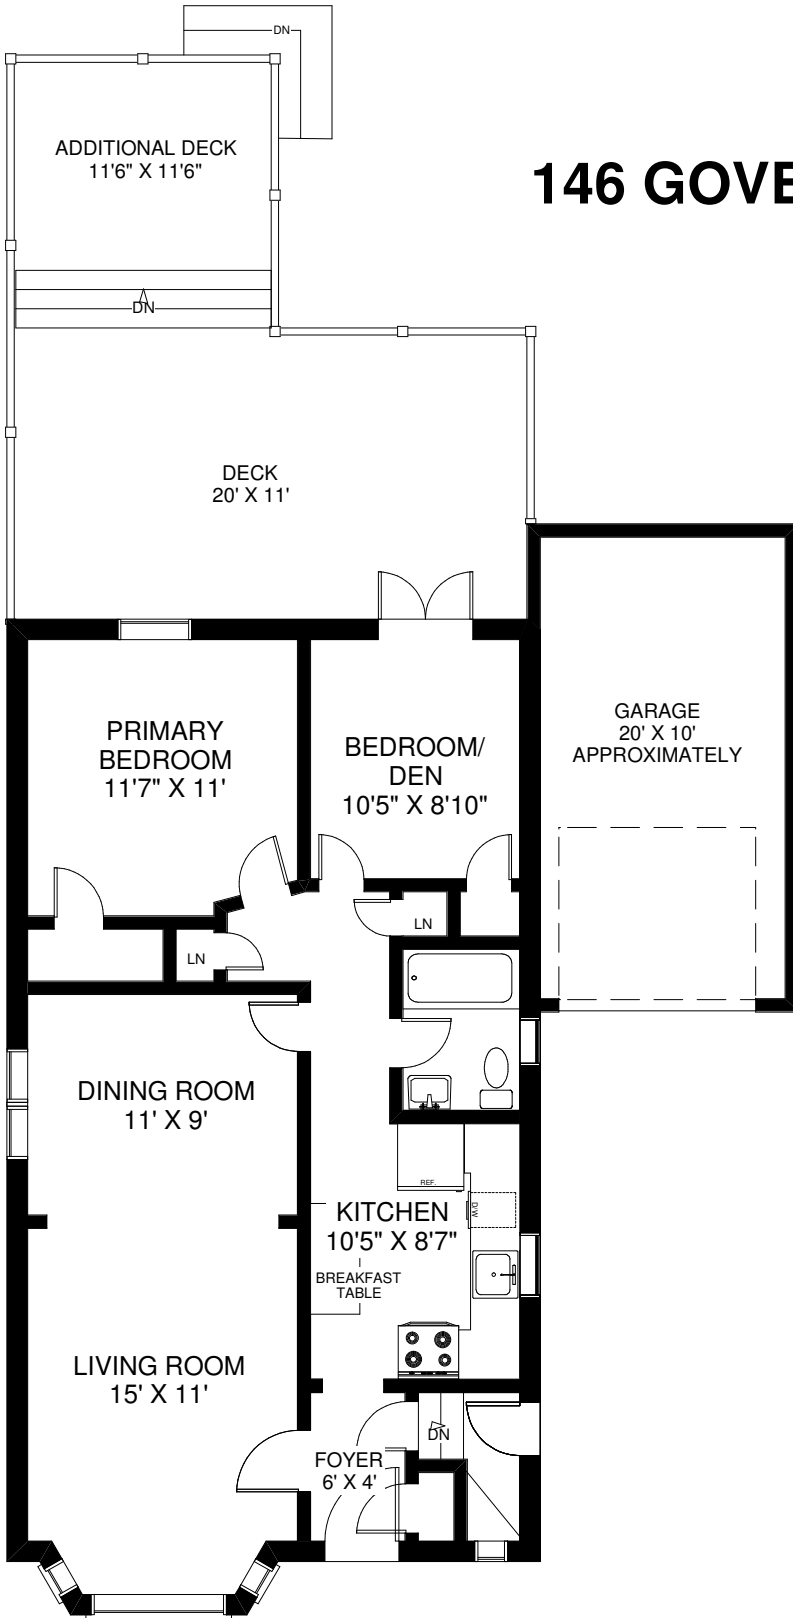 DN
ADDITIONAL DECK
11'6" X 11'6"
146 GOVE
DN
DECK
20' X 11'
PRIMARY
BEDROOM
11'7" X 11'
BEDROOM/
DEN
10'5" X 8'10"
GARAGE
20' X 10'
APPROXIMATELY
LN
LN
DINING ROOM
11' X 9'
REF.
D/W
KITCHEN
10'5" X 8'7"
BREAKFAST
TABLE
LIVING ROOM
15' X 11'
DN
FOYER
6' X 4'